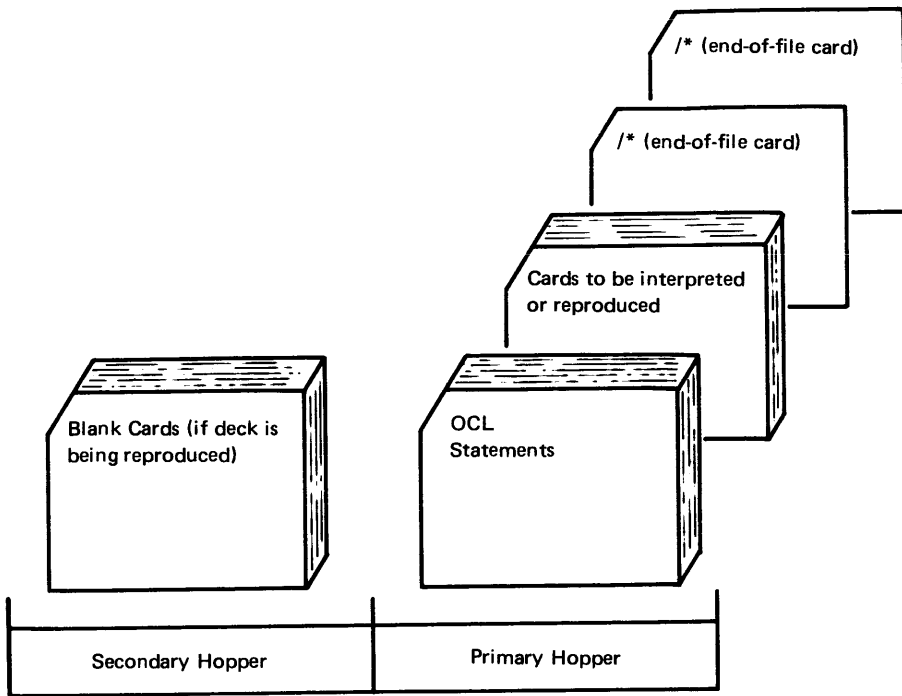 /* (end-of-file card)
/* (end-of-file card)
Cards to be interpreted
or reproduced
Blank Cards (if deck is
being reproduced)
OCL
Statements
Secondary Hopper
Primary Hopper